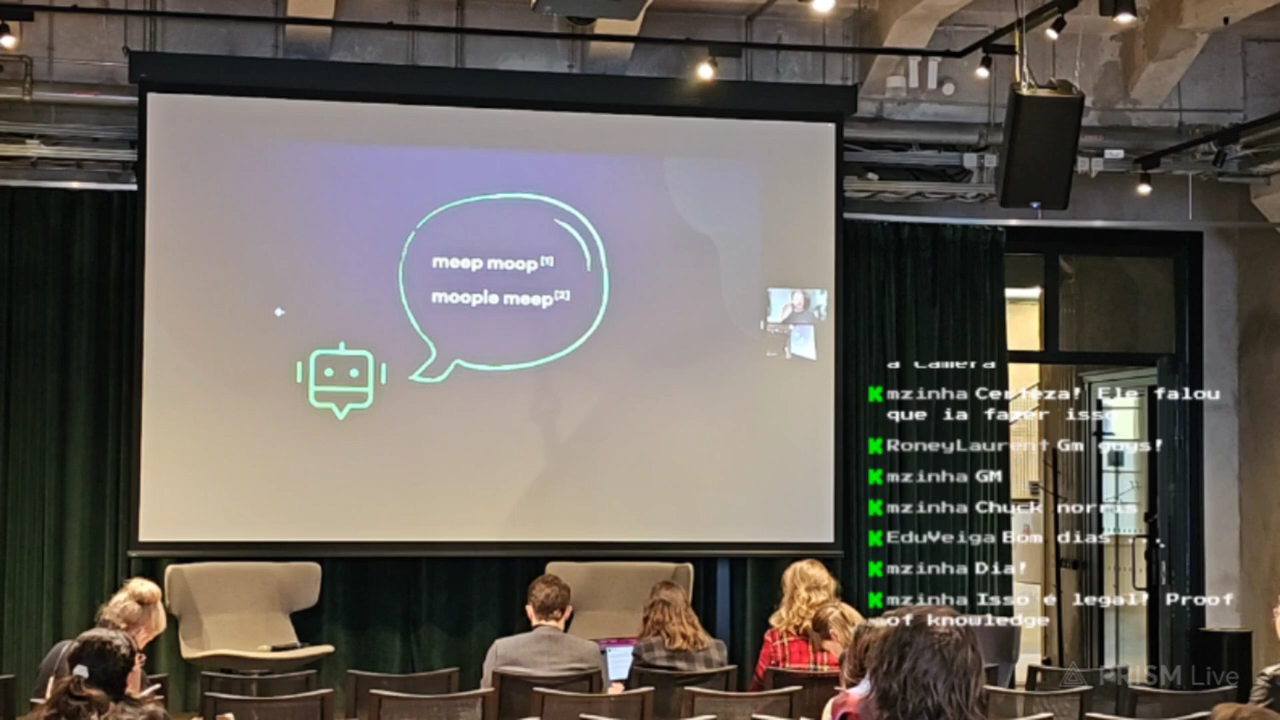 meep moop [1]
moople meep[2]
a camera
mzinha Certeza! Ele falou
que ia fazer isso
RoneyLaurent Gm guys!
mzinha GM
mzinha Chuck norris
EduVeiga Bom dias ...
mzinha Dia!
mzinha Isso é legal! Proof
of knowledge
PRISM Live